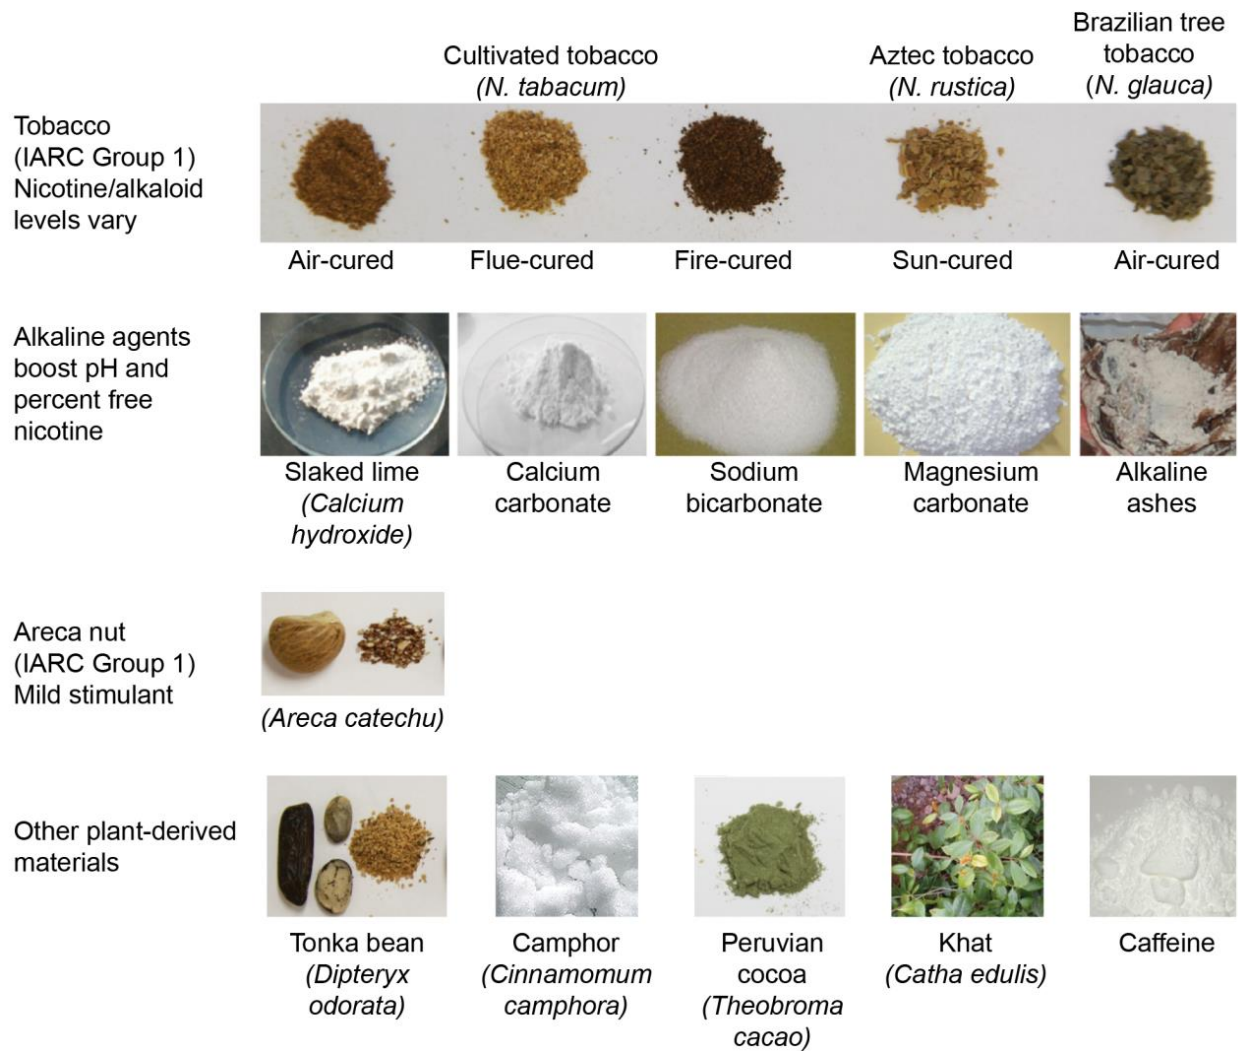 Cultivated tobacco
(N. tabacum)
Aztec tobacco
(N. rustica)
Brazilian tree
tobacco
(N. glauca)
Tobacco
(IARC Group 1)
Nicotine/alkaloid
levels vary
Air-cured
Flue-cured
Fire-cured
Sun-cured
Air-cured
Alkaline agents
boost pH and
percent free
nicotine
Slaked lime
(Calcium
hydroxide)
Calcium
carbonate
Sodium
bicarbonate
Magnesium
carbonate
Alkaline
ashes
Areca nut
(IARC Group 1)
Mild stimulant
(Areca catechu)
Other plant-derived
materials
Tonka bean
(Dipteryx
odorata)
Camphor
(Cinnamomum
camphora)
Peruvian
cocoa
(Theobroma
cacao)
Khat
(Catha edulis)
Caffeine